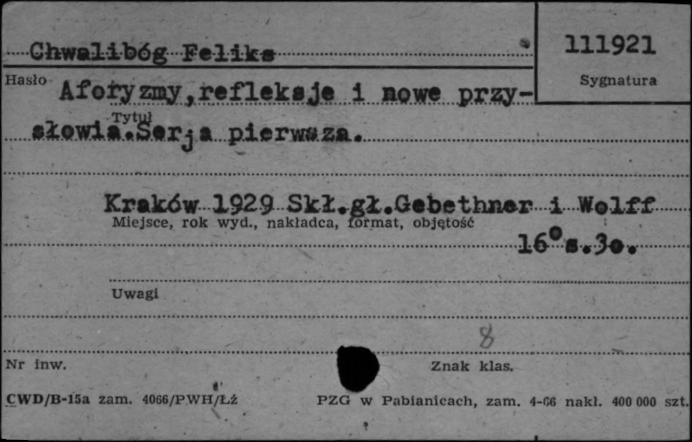 Chwalibóg Feliks
111921
Hasło
Sygnatura
Aforyzmy,refleksje i nowe przy-
Tytuł
słowia.Serja pierwsza.
Kraków 1929 Skł.gł.Gebethner i Wolff
Miejsce, rok wyd., nakładca, format, objętość
16° s.30.
Uwagi
8
Nr inw.
Znak klas.
CWD/B-15a zam. 4066/PWH/Łż
PZG w Pabianicach, zam. 4-66 nakł. 400 000 szt.